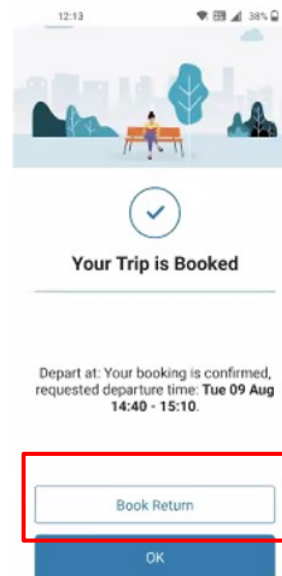 12:13
38%
Your Trip is Booked
Depart at: Your booking is confirmed,
requested departure time: Tue 09 Aug
14:40 - 15:10.
Book Return
OK